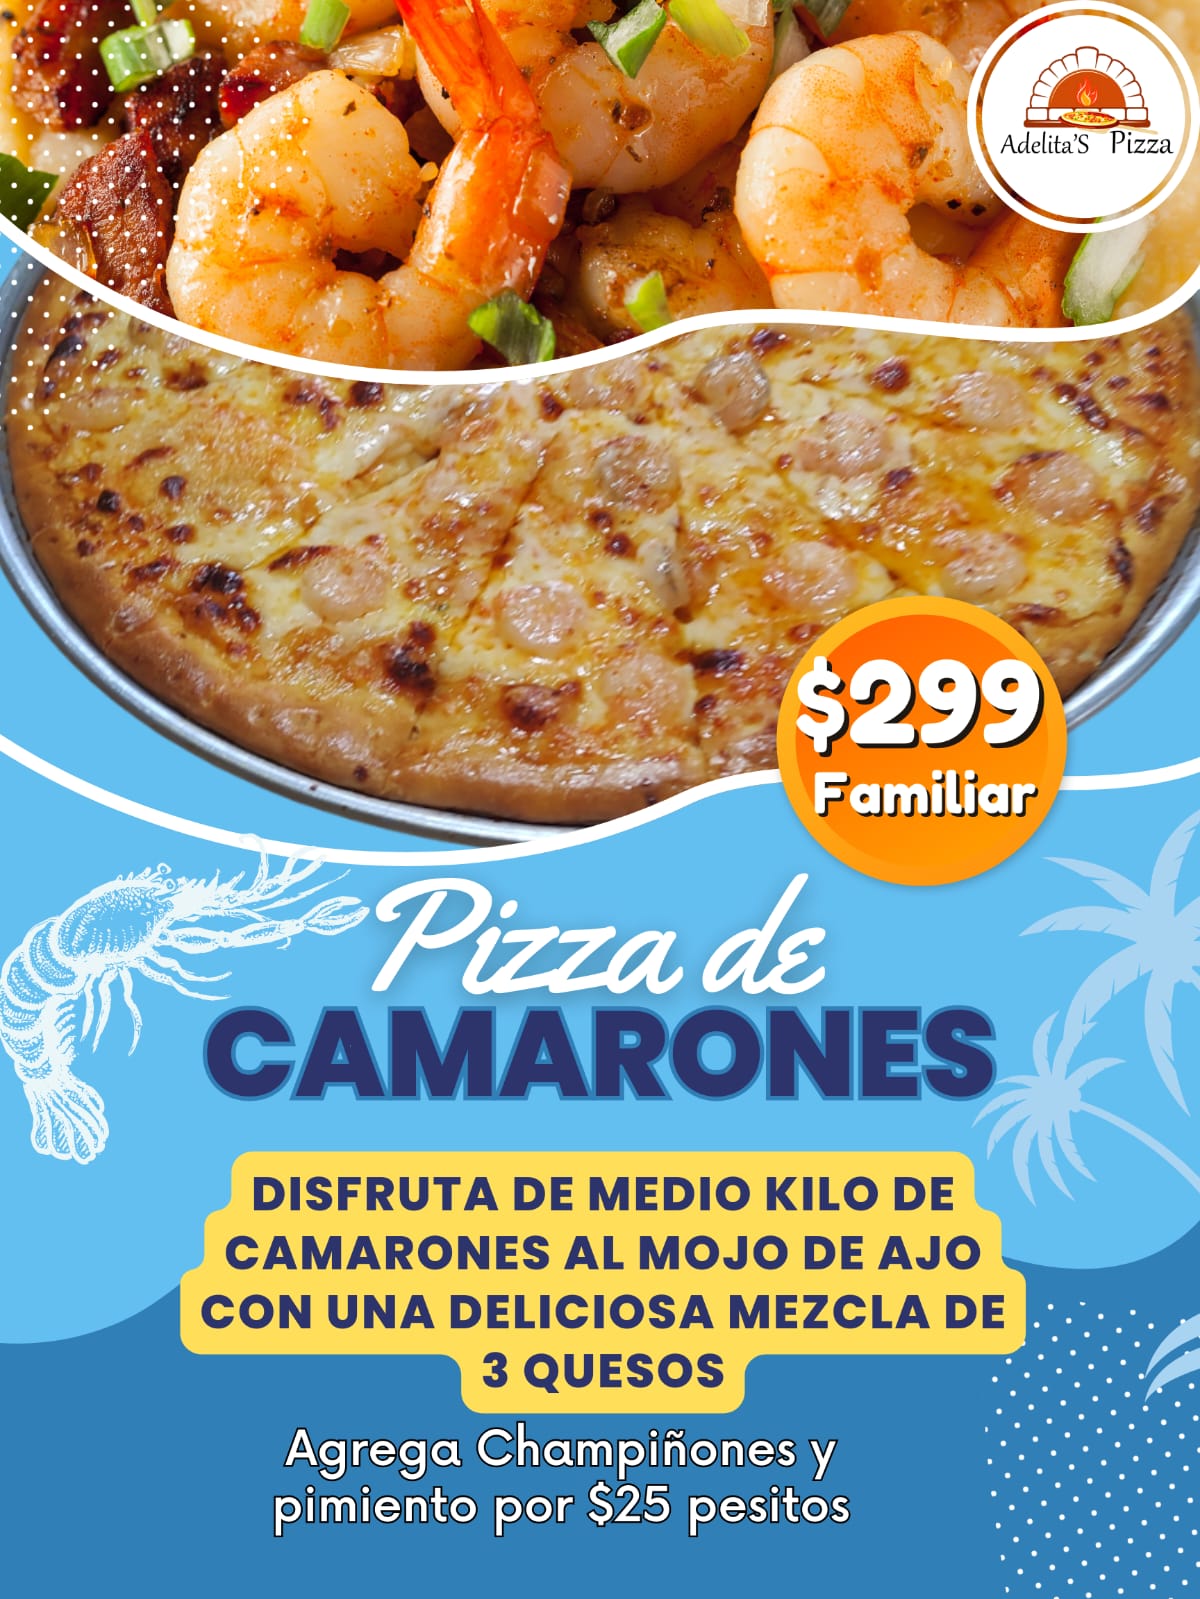 Adelita'S Pizza
$299
Familiar
Pizza de
CAMARONES
DISFRUTA DE MEDIO KILO DE
CAMARONES AL MOJO DE AJO
CON UNA DELICIOSA MEZCLA DE
3 QUESOS
Agrega Champiñones y
pimiento por $25 pesitos